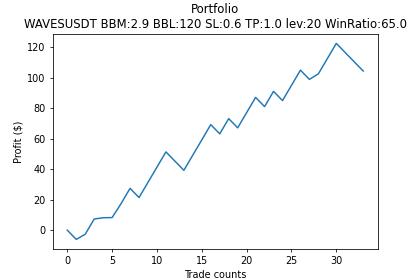 Portfolio
WAVESUSDT BBM:2.9 BBL:120 SL:0.6 TP:1.0 lev:20 WinRatio:65.0
120
100
80
60
40
20
0
Profit ($)
0 5 10 15 20 25 30
Trade counts